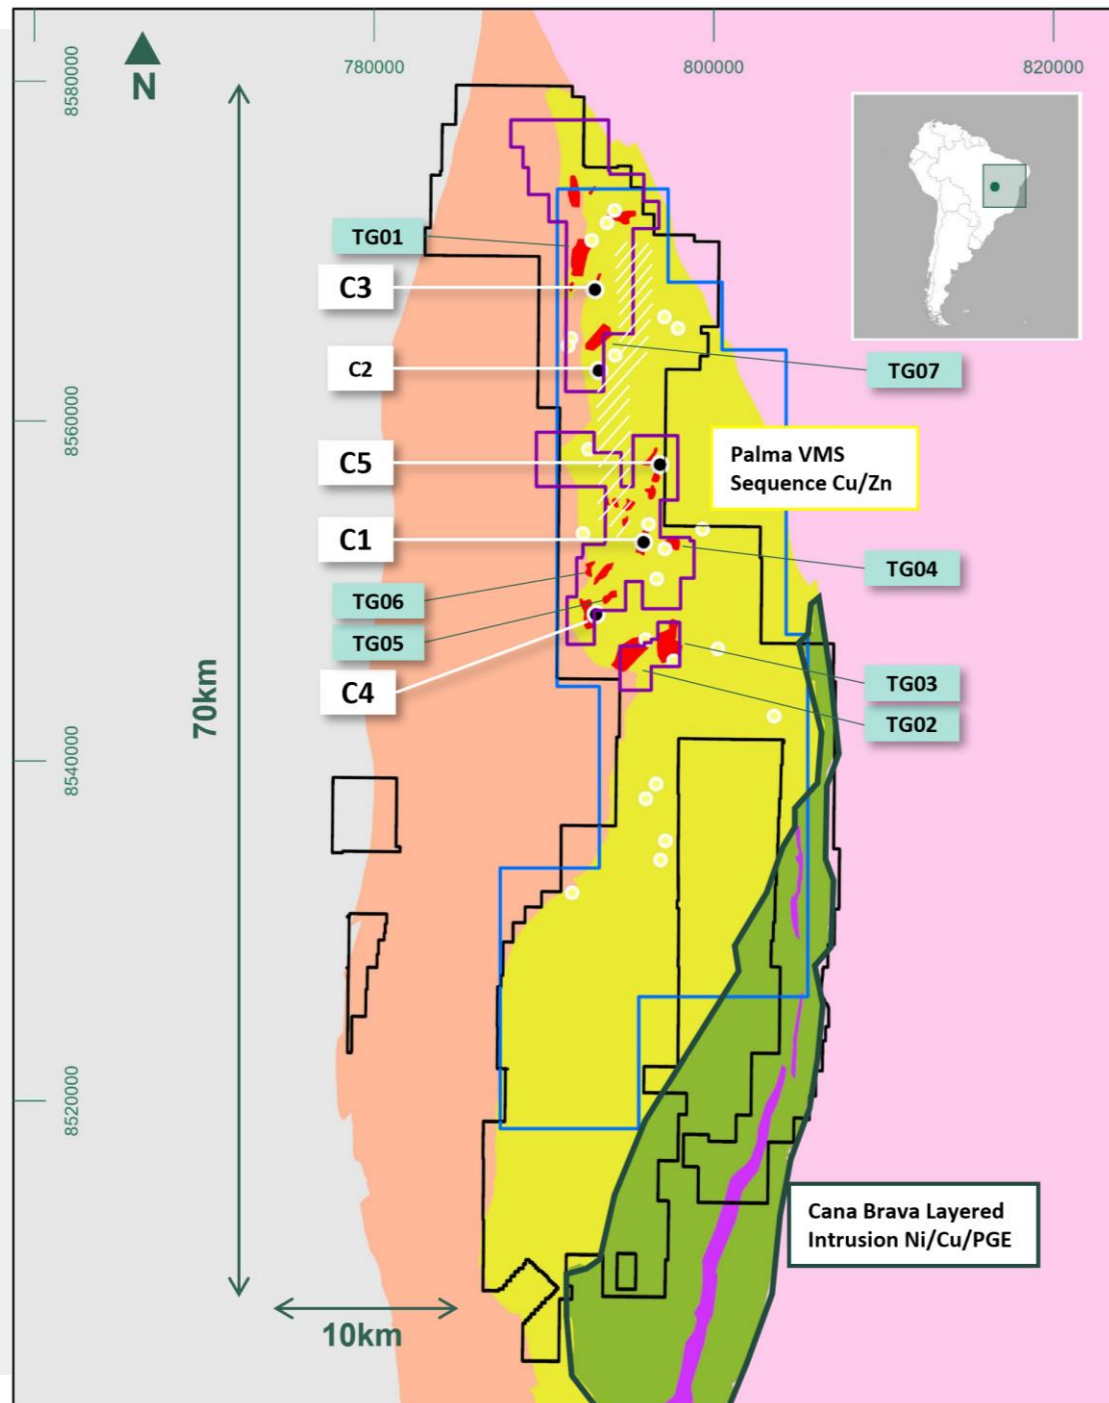 780000
800000
820000
8580000
N
TG01
C3
C2
TG07
8560000
C5
Palma VMS
Sequence Cu/Zn
C1
TG04
TG06
TG05
C4
TG03
TG02
70km
8540000
8520000
Cana Brava Layered
Intrusion Ni/Cu/PGE
10km